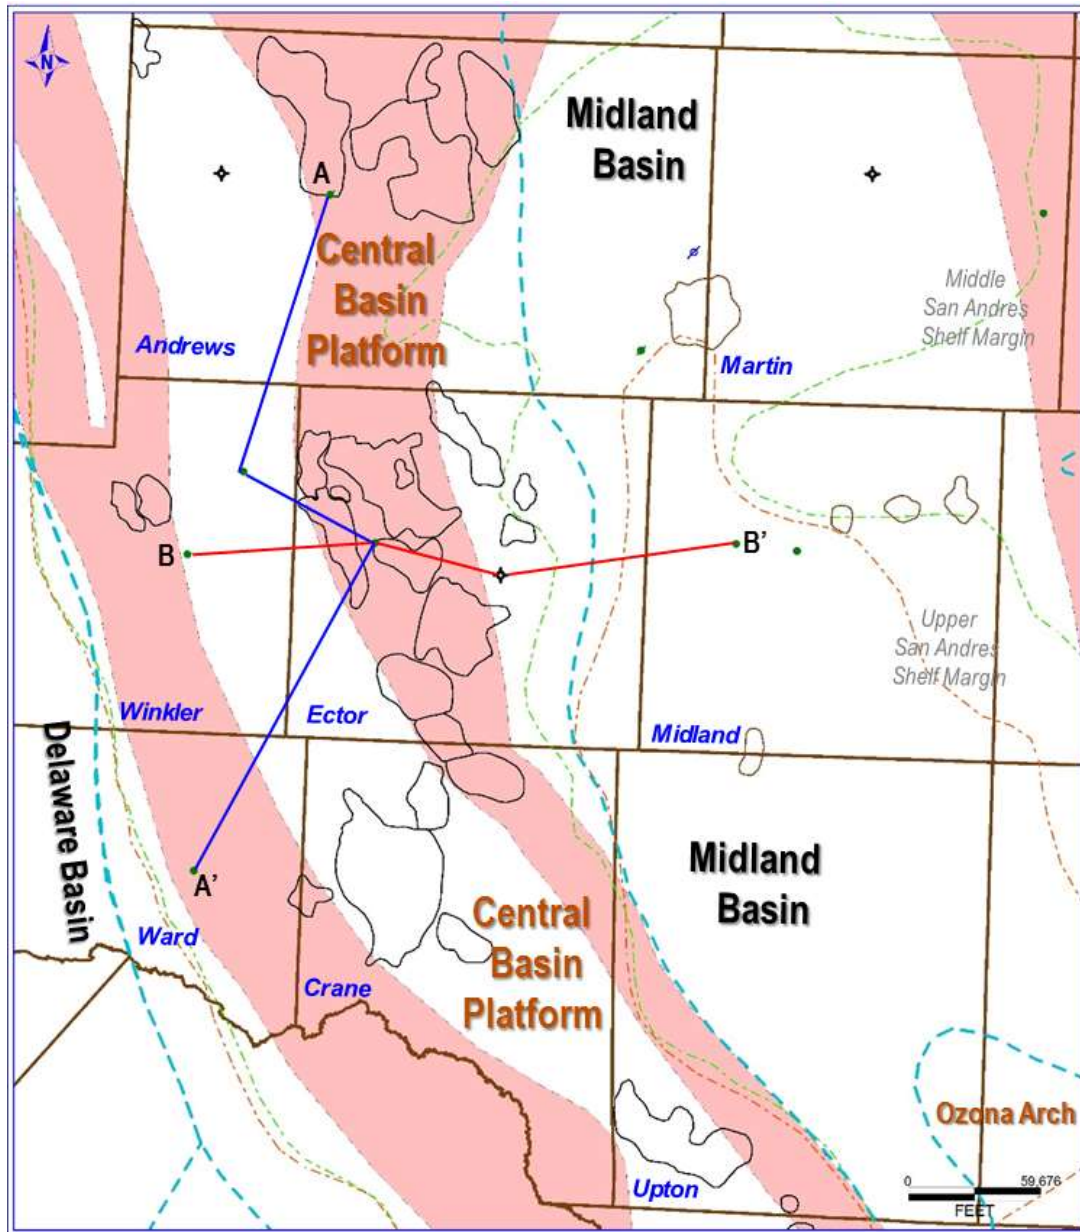 N
Midland
Basin
A
Central
Basin
Platform
Middle
San Andres
Shelf Margin
Andrews
Martin
B
B'
Upper
San Andres
Shelf Margin
Winkler
Ector
Midland
Delaware Basin
Midland
Basin
A'
Central
Basin
Platform
Ward
Crane
Ozona Arch
Upton
0
59,676
FEET